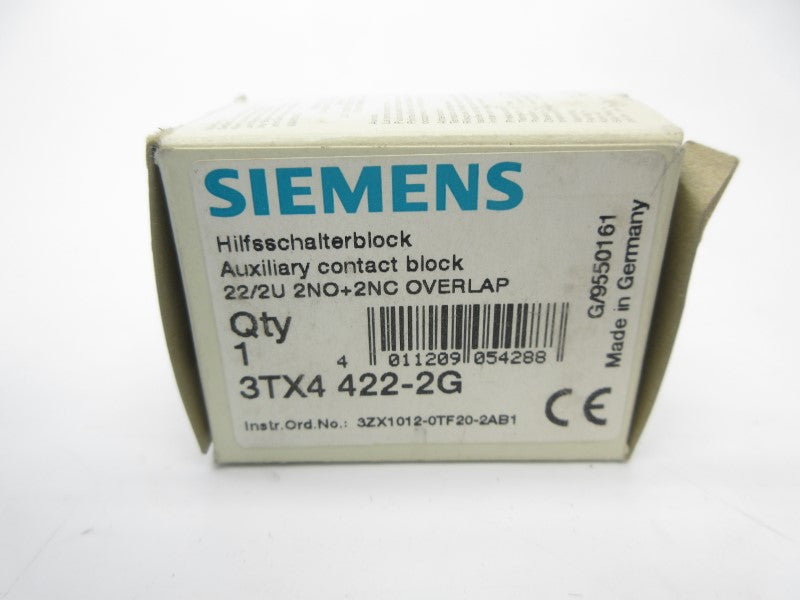 SIEMENS
Hilfsschalterblock
Auxiliary contact block
22/2U 2NO+2NC OVERLAP
Qty
1
4 011209 054288
3TX4 422-2G
Instr.Ord.No.: 3ZX1012-0TF20-2AB1
CE
G/9550161
Made in Germany